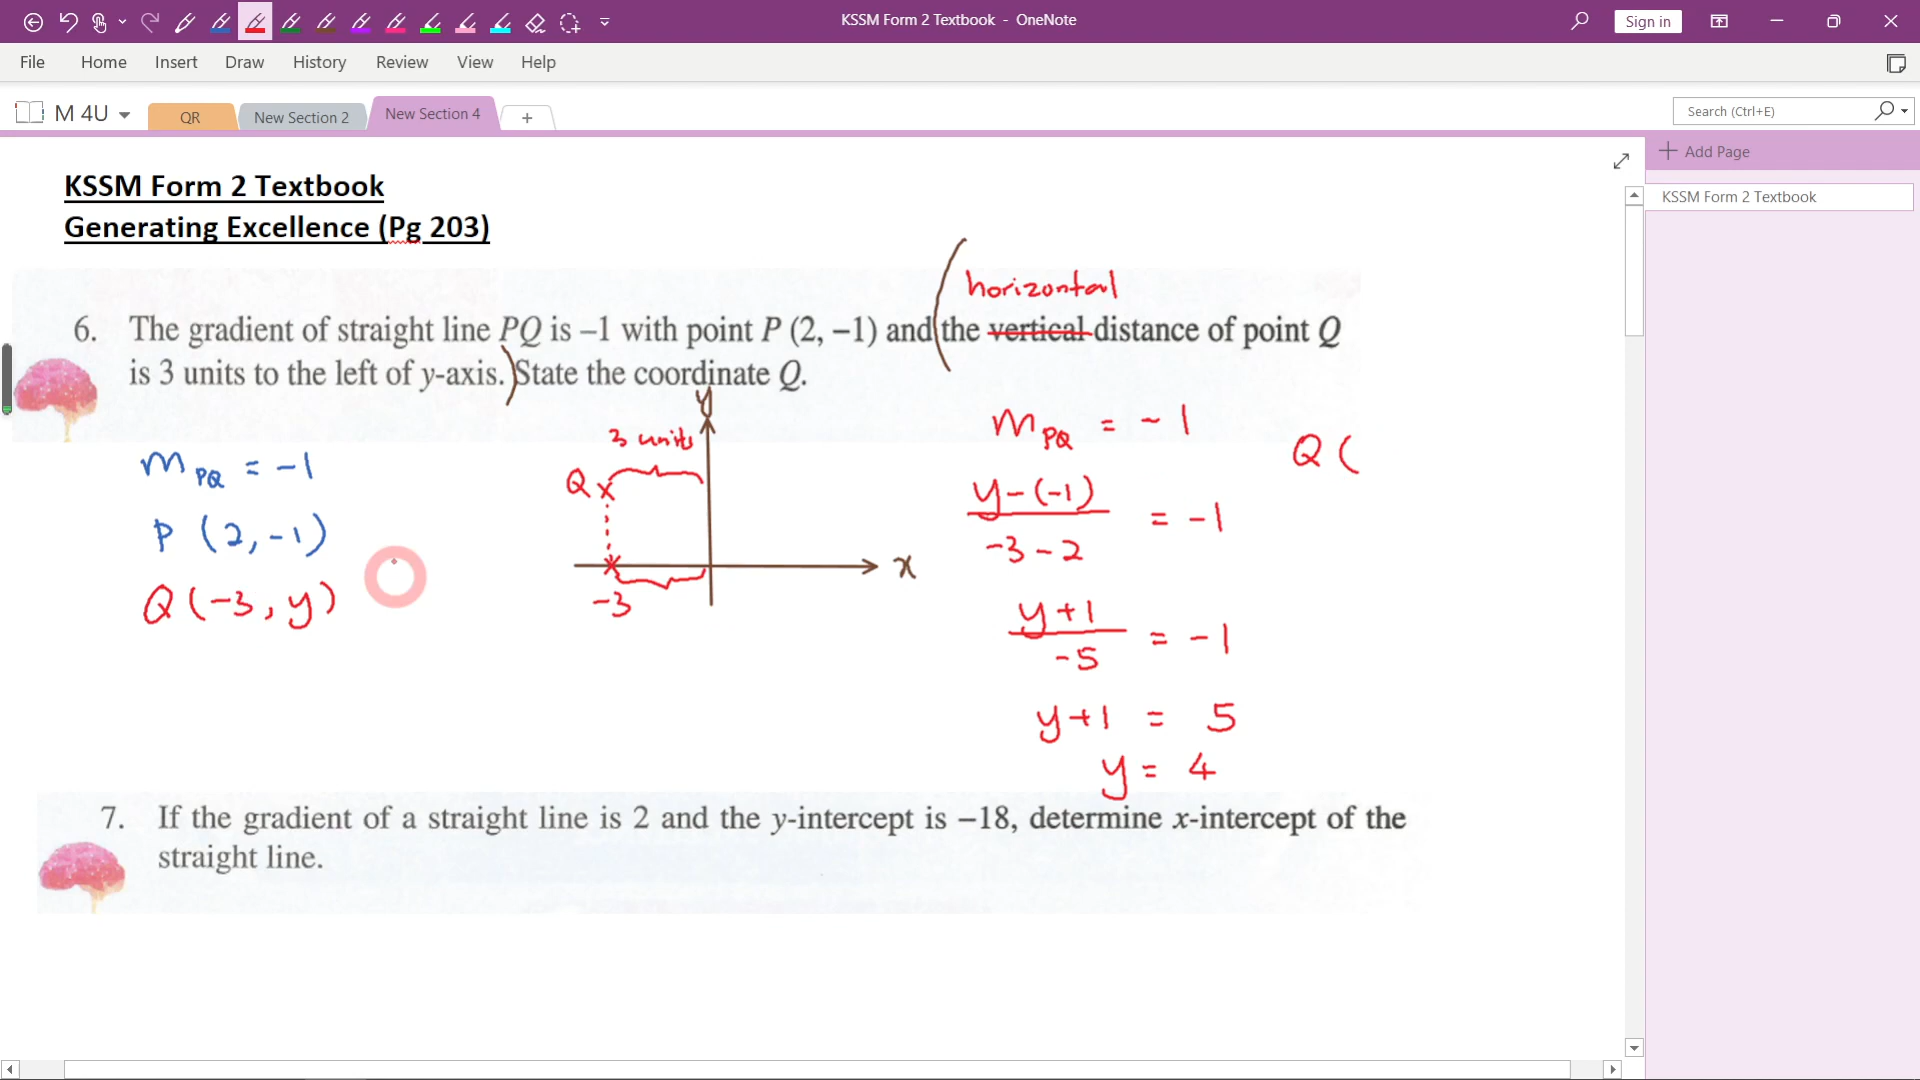 KSSM Form 2 Textbook - OneNote
Sign in
File Home Insert Draw History Review View Help
M 4U QR New Section 2 New Section 4 +
Search (Ctrl+E)
Add Page
KSSM Form 2 Textbook
KSSM Form 2 Textbook
Generating Excellence (Pg 203)
horizontal
6. The gradient of straight line PQ is –1 with point P (2, –1) and (the vertical distance of point Q
is 3 units to the left of y-axis.) State the coordinate Q.
m PQ = -1
P (2, -1)
Q (-3, y)
y
3 units
Q
x
-3
m PQ = -1
y-(-1)
-3-2
= -1
y+1
-5
= -1
y+1 = 5
y = 4
Q (
7. If the gradient of a straight line is 2 and the y-intercept is –18, determine x-intercept of the
straight line.